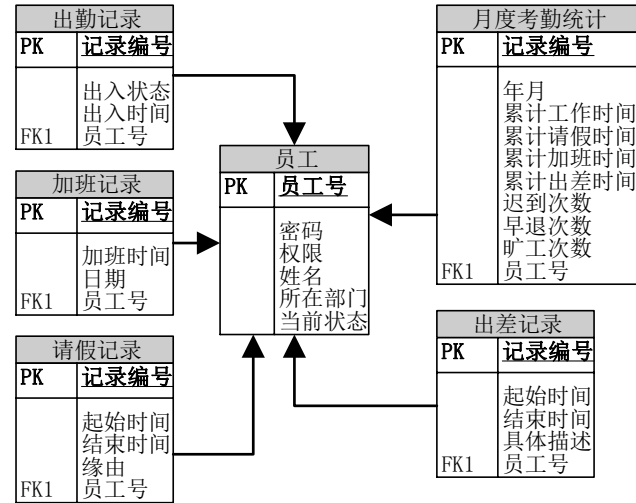 出勤记录
PK 记录编号
出入状态
出入时间
FK1 员工号
加班记录
PK 记录编号
加班时间
日期
FK1 员工号
请假记录
PK 记录编号
起始时间
结束时间
缘由
FK1 员工号
员工
PK 员工号
密码
权限
姓名
所在部门
当前状态
月度考勤统计
PK 记录编号
年月
累计工作时间
累计请假时间
累计加班时间
累计出差时间
迟到次数
早退次数
旷工次数
FK1 员工号
出差记录
PK 记录编号
起始时间
结束时间
具体描述
FK1 员工号